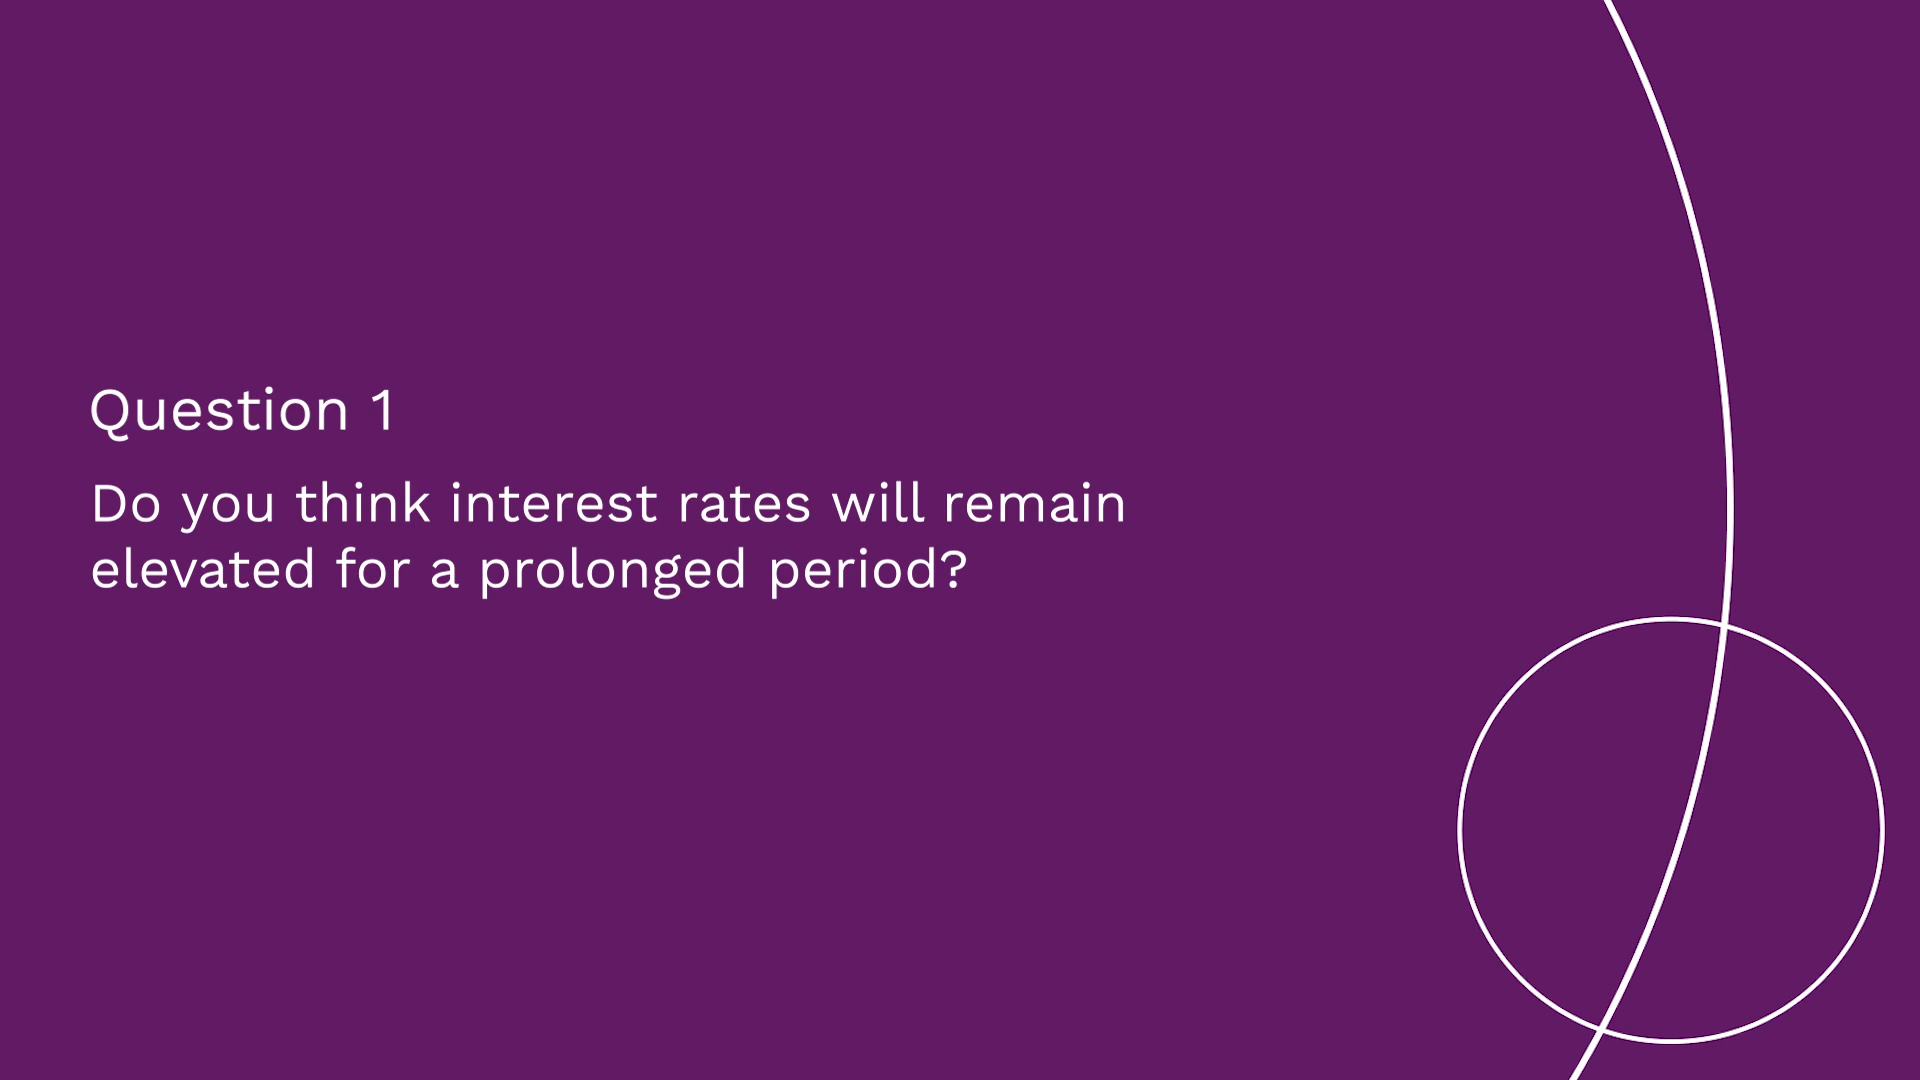 Question 1
Do you think interest rates will remain
elevated for a prolonged period?